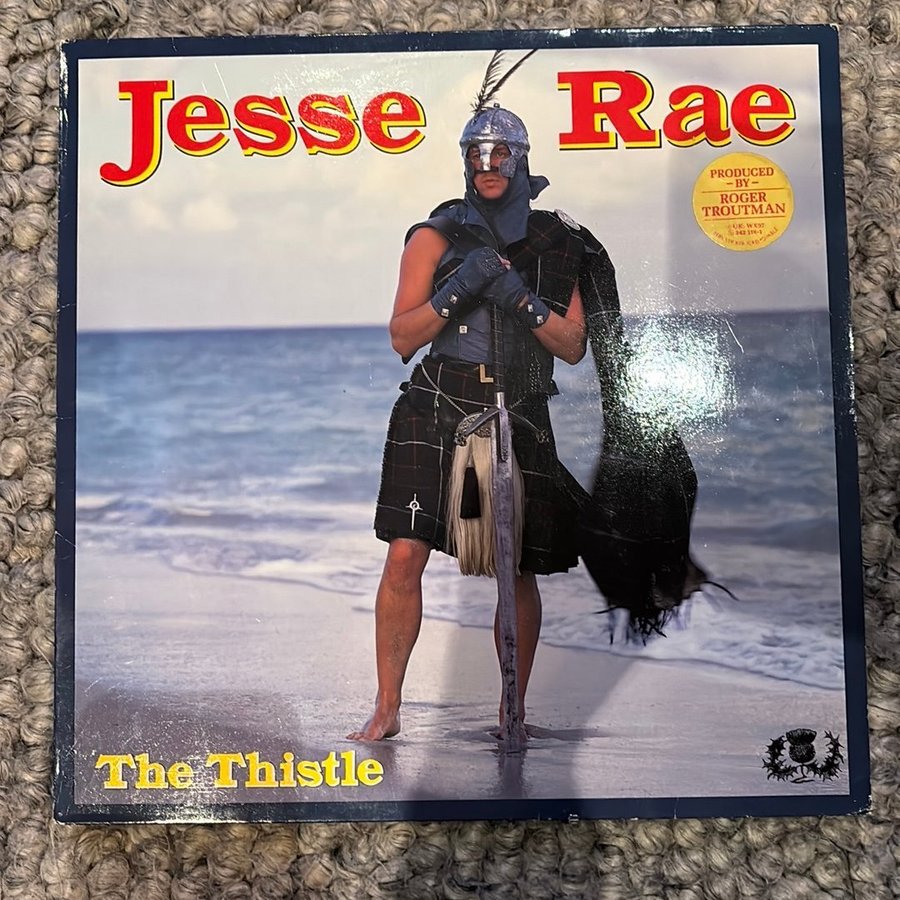 Jesse Rae
PRODUCED
-BY-
ROGER
TROUTMAN
The Thistle